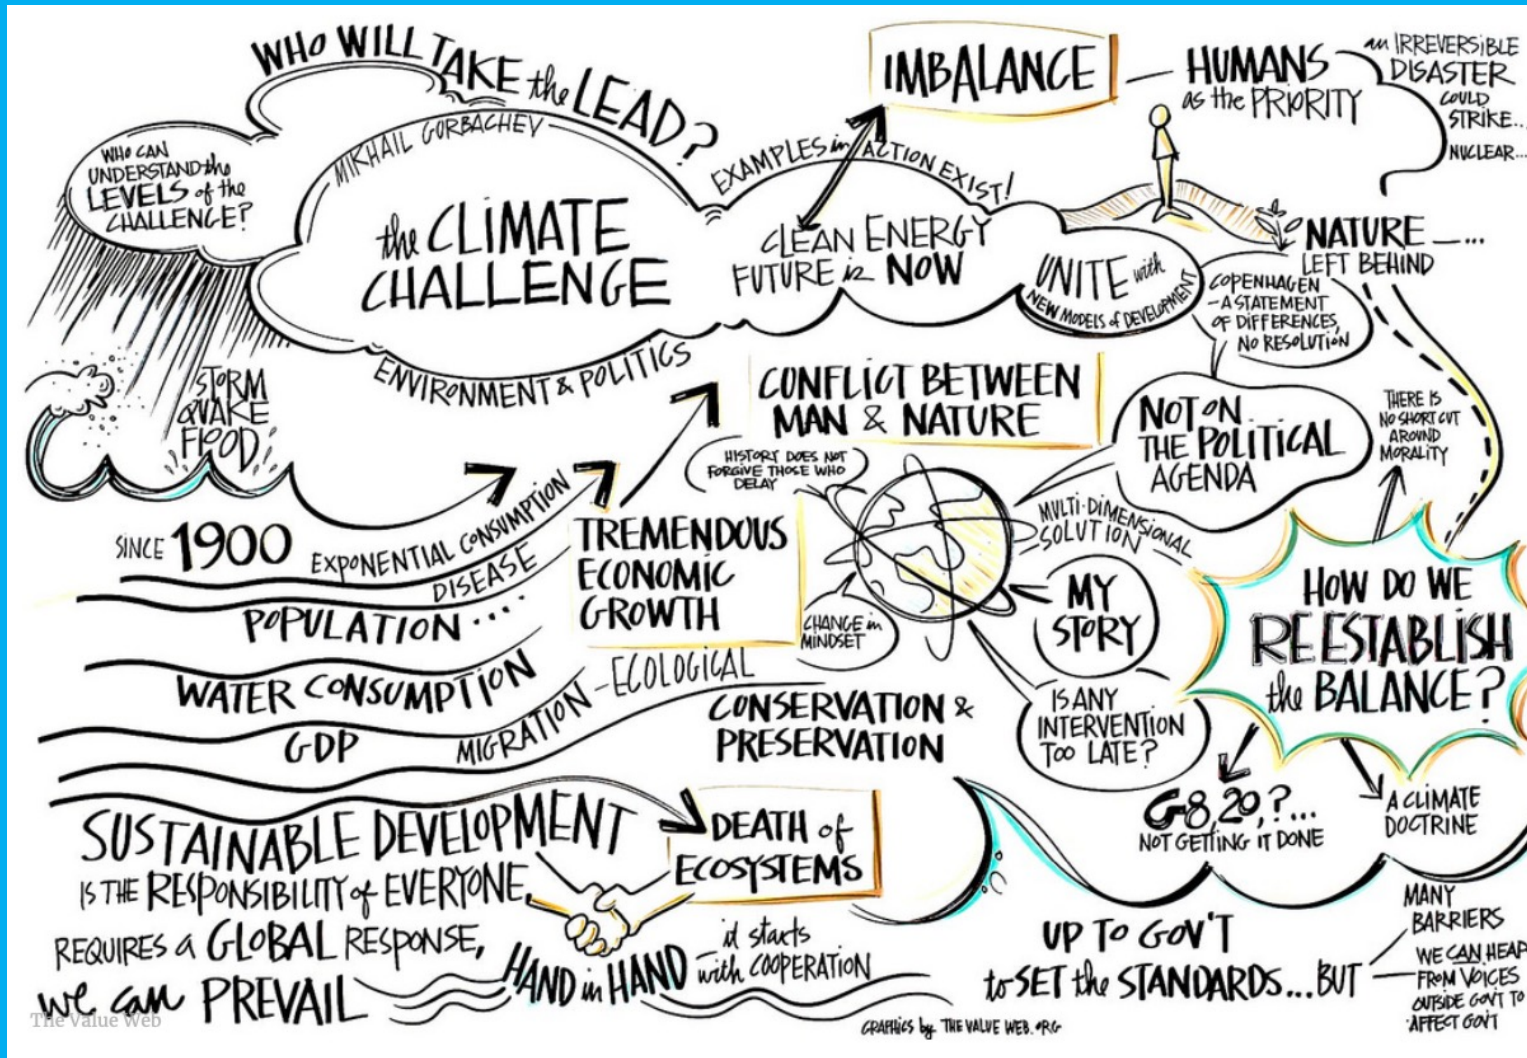 WHO WILL TAKE the LEAD?
MIKHAIL GORBACHEV
WHO CAN
UNDERSTAND the
LEVELS of the
CHALLENGE?
the CLIMATE
CHALLENGE
ENVIRONMENT & POLITICS
EXAMPLES in ACTION EXIST!
CLEAN ENERGY
FUTURE is NOW
UNITE with
NEW MODELS of DEVELOPMENT
IMBALANCE
HUMANS
as the PRIORITY
an IRREVERSIBLE
DISASTER
COULD
STRIKE...
NUCLEAR...
NATURE _ ...
LEFT BEHIND
COPENHAGEN
- A STATEMENT
OF DIFFERENCES,
NO RESOLUTION
NOT ON
THE POLITICAL
AGENDA
THERE IS
NO SHORT CUT
AROUND
MORALITY
STORM
QUAKE
FLOOD
CONFLICT BETWEEN
MAN & NATURE
HISTORY DOES NOT
FORGIVE THOSE WHO
DELAY
SINCE 1900
EXPONENTIAL CONSUMPTION
DISEASE
POPULATION ....
WATER CONSUMPTION
GDP
MIGRATION - ECOLOGICAL
TREMENDOUS
ECONOMIC
GROWTH
CHANGE in
MINDSET
MULTI-DIMENSIONAL
SOLUTION
MY
STORY
IS ANY
INTERVENTION
TOO LATE?
HOW DO WE
REESTABLISH
the BALANCE?
G8, 20, ?...
NOT GETTING IT DONE
A CLIMATE
DOCTRINE
CONSERVATION &
PRESERVATION
DEATH of
ECOSYSTEMS
SUSTAINABLE DEVELOPMENT
IS THE RESPONSIBILITY of EVERYONE,
REQUIRES a GLOBAL RESPONSE,
we can PREVAIL
HAND in HAND
it starts
with COOPERATION
UP TO GOV'T
to SET the STANDARDS... BUT
MANY
BARRIERS
WE CAN HEAR
FROM VOICES
OUTSIDE GOV'T TO
AFFECT GOV'T
GRAPHICS by THE VALUE WEB.ORG
The Value Web